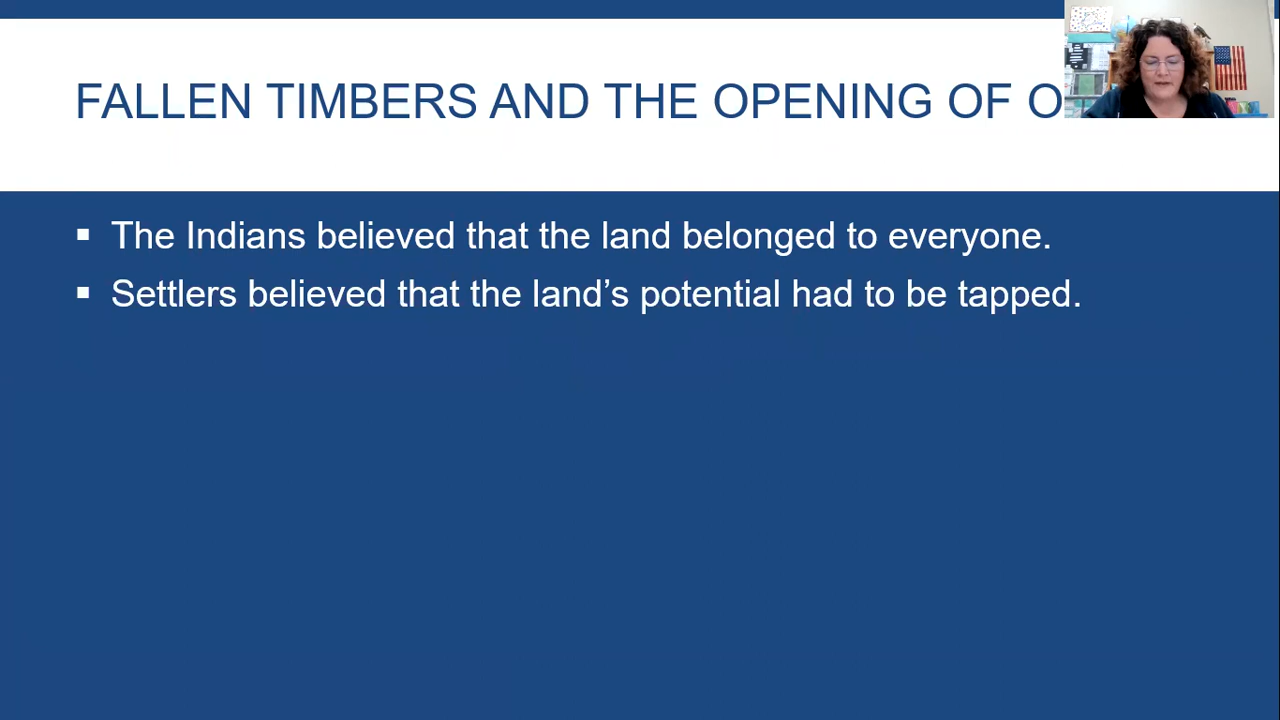 FALLEN TIMBERS AND THE OPENING OF
▪ The Indians believed that the land belonged to everyone.
▪ Settlers believed that the land’s potential had to be tapped.